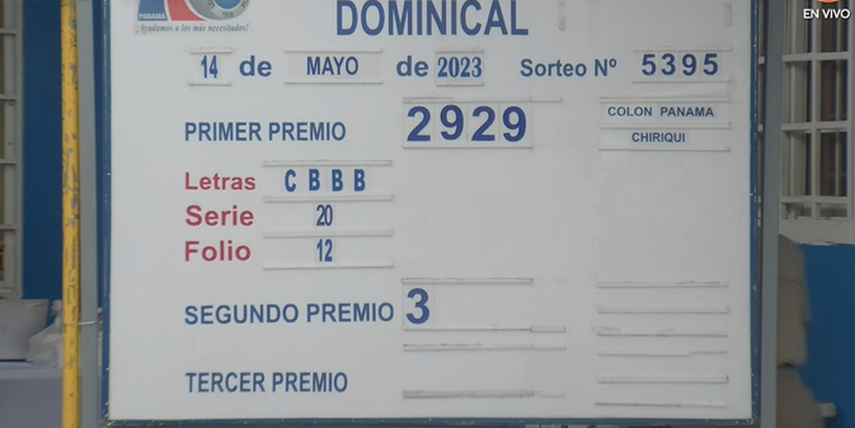 EN VIVO
PANAMÁ
¡Ayudamos a los más necesitados!
DOMINICAL
14 de MAYO de 2023 Sorteo Nº 5395
PRIMER PREMIO 2929 COLON PANAMA
CHIRIQUI
Letras C B B B
Serie 20
Folio 12
SEGUNDO PREMIO 3
TERCER PREMIO